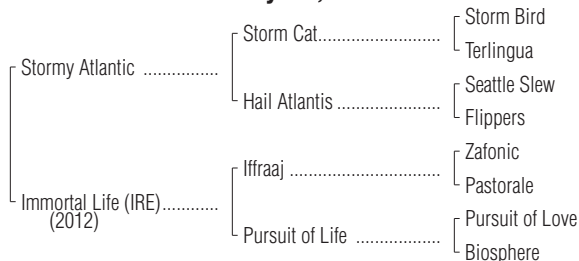 Storm Bird
Storm Cat..........................
Terlingua
Stormy Atlantic ................
Seattle Slew
Hail Atlantis ......................
Flippers
Zafonic
Iffraaj ................................
Pastorale
Immortal Life (IRE)............
(2012)
Pursuit of Love
Pursuit of Life ..................
Biosphere